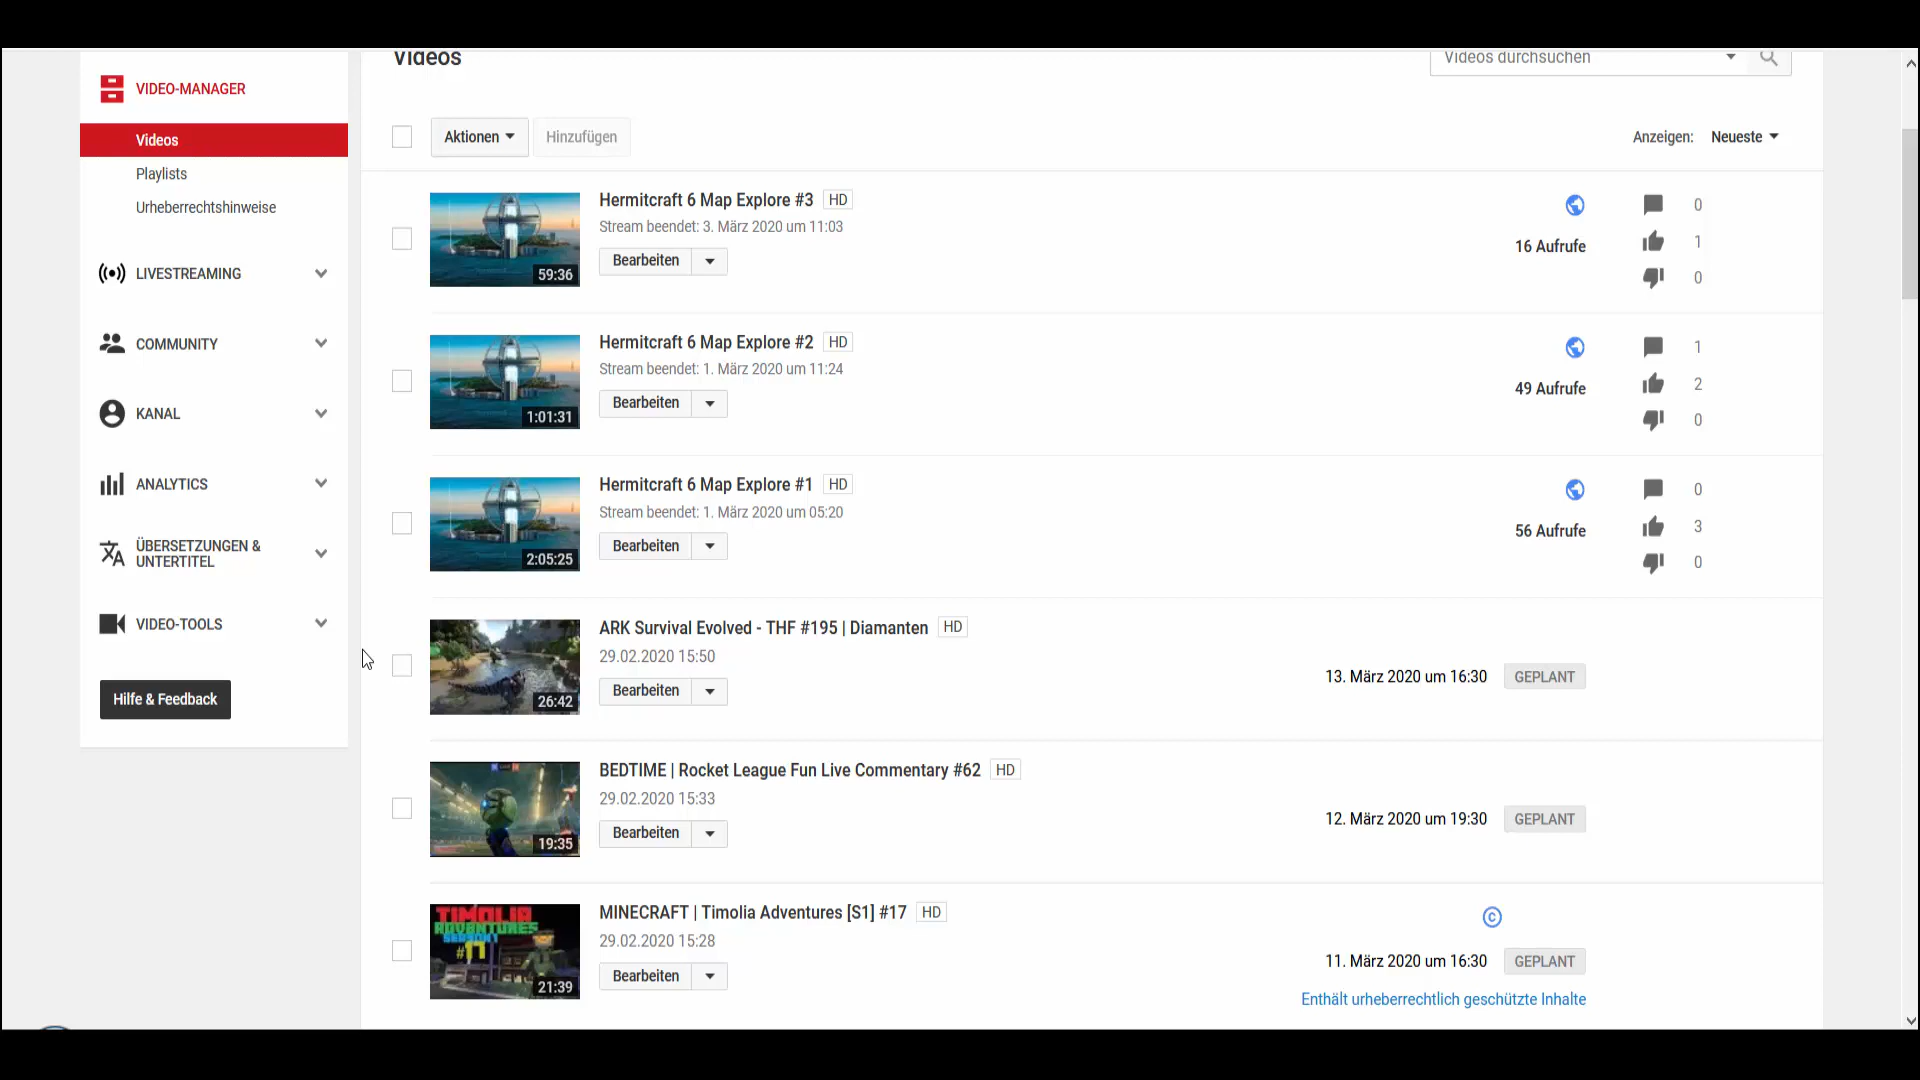 Videos
Videos durchsuchen
VIDEO-MANAGER
Videos
Playlists
Urheberrechtshinweise
LIVESTREAMING
COMMUNITY
KANAL
ANALYTICS
ÜBERSETZUNGEN &
UNTERTITEL
VIDEO-TOOLS
Hilfe & Feedback
Aktionen
Hinzufügen
Anzeigen: Neueste
Hermitcraft 6 Map Explore #3 HD
Stream beendet: 3. März 2020 um 11:03
Bearbeiten
59:36
16 Aufrufe
0
1
0
Hermitcraft 6 Map Explore #2 HD
Stream beendet: 1. März 2020 um 11:24
Bearbeiten
1:01:31
49 Aufrufe
1
2
0
Hermitcraft 6 Map Explore #1 HD
Stream beendet: 1. März 2020 um 05:20
Bearbeiten
2:05:25
56 Aufrufe
0
3
0
ARK Survival Evolved - THF #195 | Diamanten HD
29.02.2020 15:50
Bearbeiten
26:42
13. März 2020 um 16:30 GEPLANT
BEDTIME | Rocket League Fun Live Commentary #62 HD
29.02.2020 15:33
Bearbeiten
19:35
12. März 2020 um 19:30 GEPLANT
TIMOLIA
ADVANTURES
SEASON 1
#17
MINECRAFT | Timolia Adventures [S1] #17 HD
29.02.2020 15:28
Bearbeiten
21:39
11. März 2020 um 16:30 GEPLANT
Enthält urheberrechtlich geschützte Inhalte